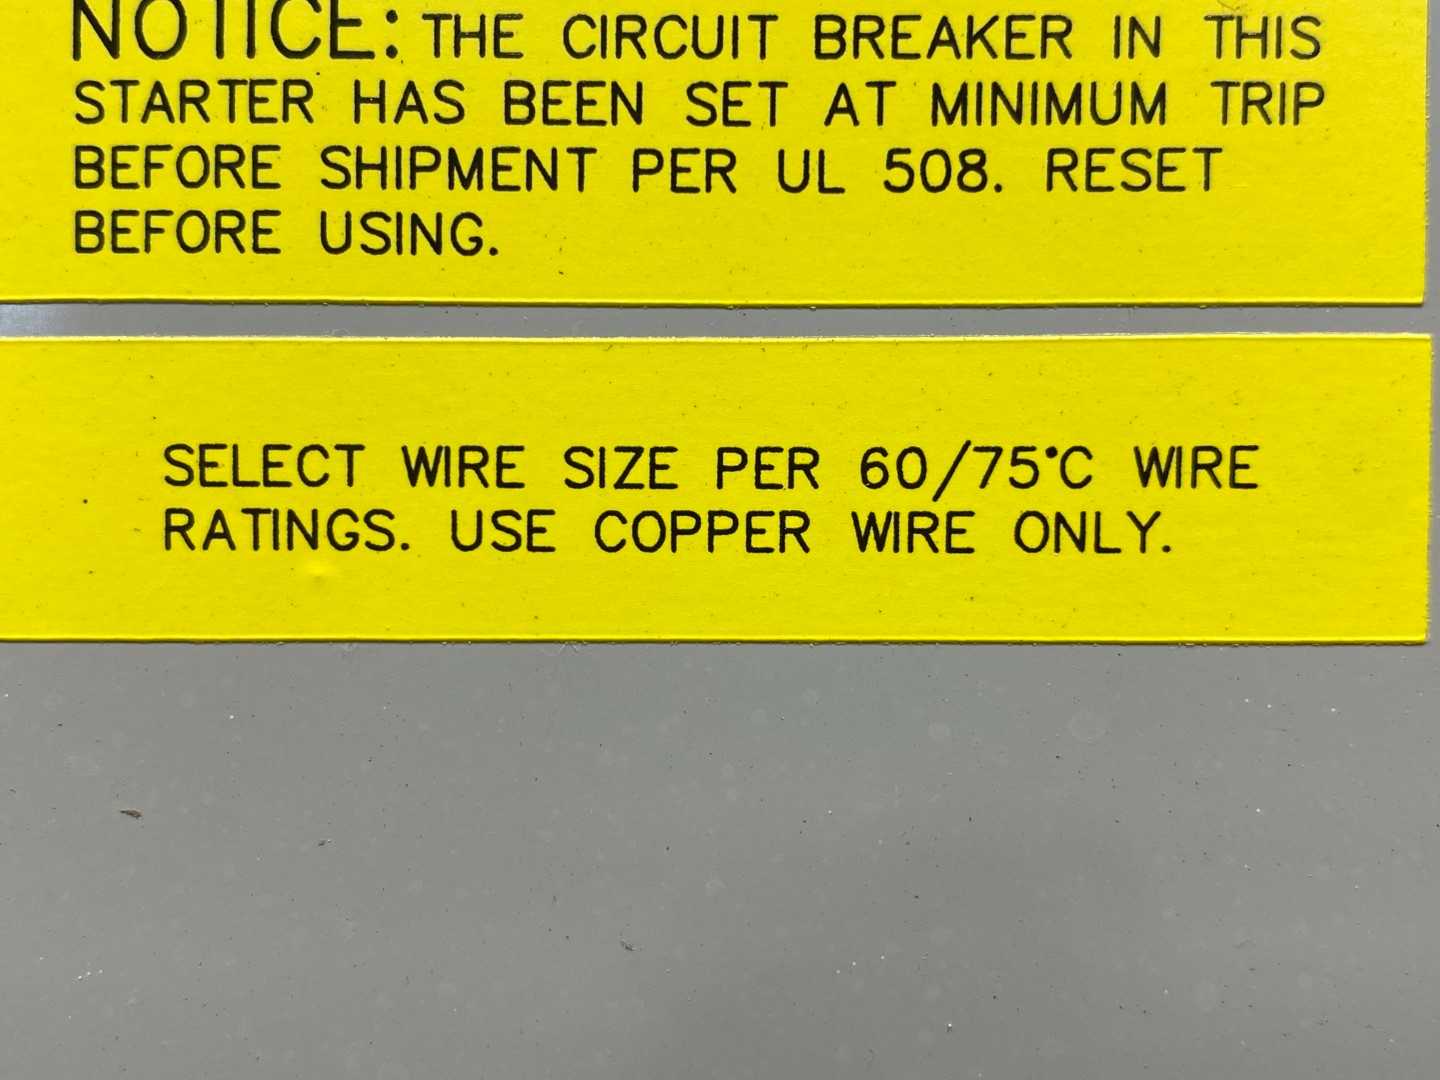 NOTICE: THE CIRCUIT BREAKER IN THIS
STARTER HAS BEEN SET AT MINIMUM TRIP
BEFORE SHIPMENT PER UL 508. RESET
BEFORE USING.
SELECT WIRE SIZE PER 60/75°C WIRE
RATINGS. USE COPPER WIRE ONLY.